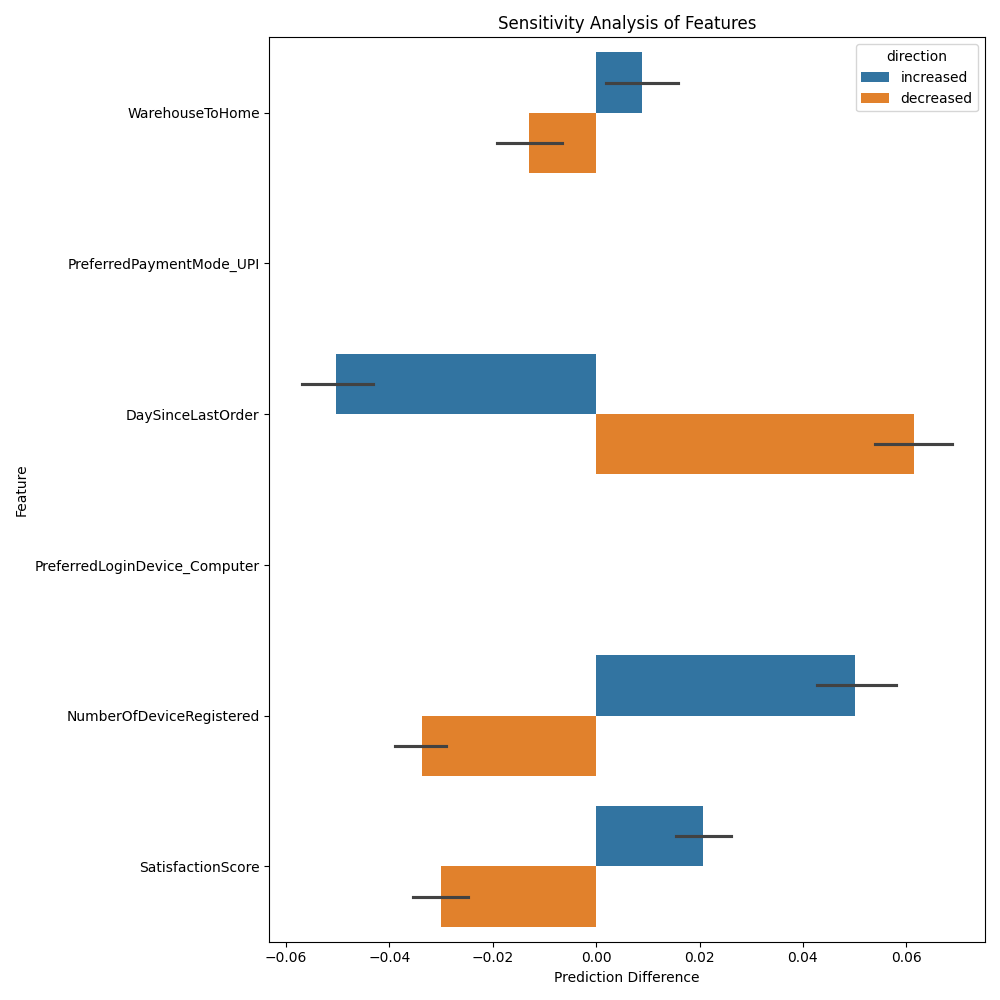 Sensitivity Analysis of Features
direction
increased
decreased
WarehouseToHome
PreferredPaymentMode_UPI
DaySinceLastOrder
PreferredLoginDevice_Computer
NumberOfDeviceRegistered
SatisfactionScore
Feature
−0.06 −0.04 −0.02 0.00 0.02 0.04 0.06
Prediction Difference